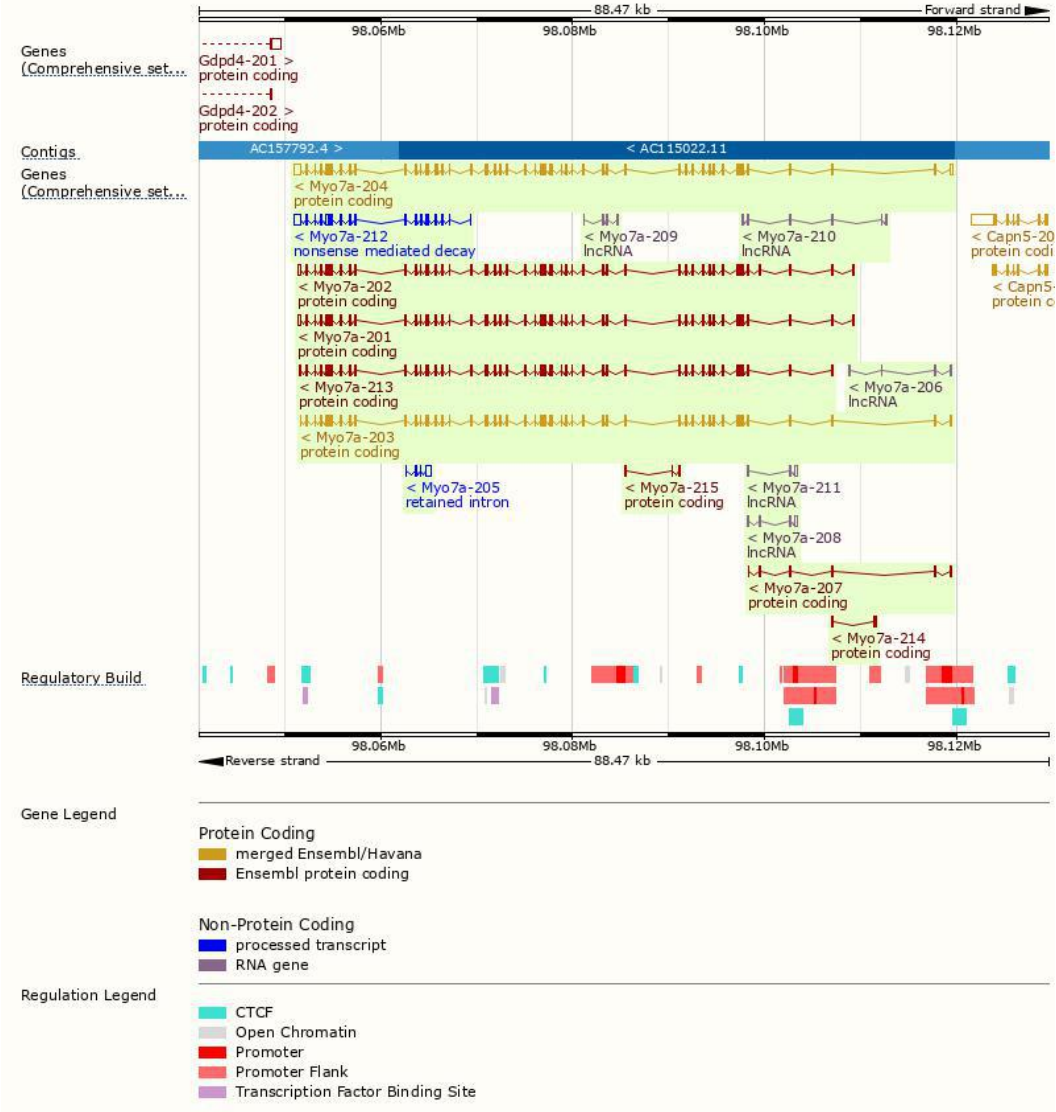 88.47 kb
Forward strand
98.06Mb 98.08Mb 98.10Mb 98.12Mb
Genes
(Comprehensive set...
Gdpd4-201 >
protein coding
Gdpd4-202 >
protein coding
Contigs
AC157792.4 >
< AC115022.11
Genes
(Comprehensive set...
< Myo7a-204
protein coding
< Myo7a-212
nonsense mediated decay
< Myo7a-209
lncRNA
< Myo7a-210
lncRNA
< Capn5-20
protein codi
< Myo7a-202
protein coding
< Capn5-
protein c
< Myo7a-201
protein coding
< Myo7a-213
protein coding
< Myo7a-206
lncRNA
< Myo7a-203
protein coding
< Myo7a-205
retained intron
< Myo7a-215
protein coding
< Myo7a-211
lncRNA
< Myo7a-208
lncRNA
< Myo7a-207
protein coding
< Myo7a-214
protein coding
Regulatory Build
98.06Mb 98.08Mb 98.10Mb 98.12Mb
Reverse strand
88.47 kb
Gene Legend
Protein Coding
merged Ensembl/Havana
Ensembl protein coding
Non-Protein Coding
processed transcript
RNA gene
Regulation Legend
CTCF
Open Chromatin
Promoter
Promoter Flank
Transcription Factor Binding Site